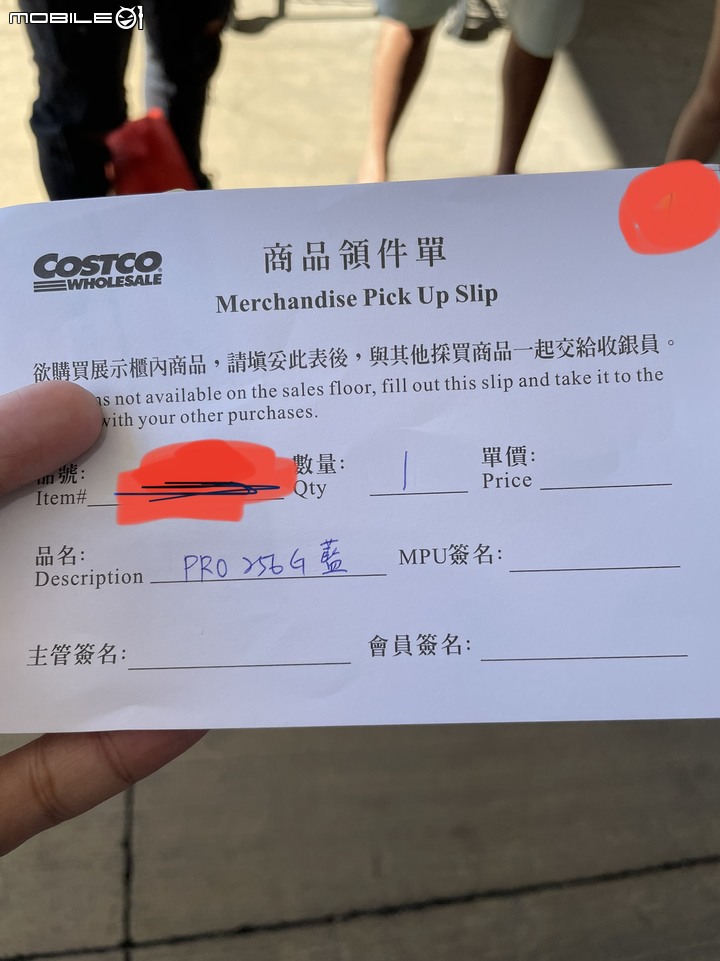 MOBILE01
COSTCO WHOLESALE
商品領件單
Merchandise Pick Up Slip
欲購買展示櫃內商品，請填妥此表後，與其他採買商品一起交給收銀員。
not available on the sales floor, fill out this slip and take it to the
with your other purchases.
品號: 數量: | 單價:
Item# Qty Price
品名: PRO 256G 藍 MPU簽名:
Description
主管簽名: 會員簽名: